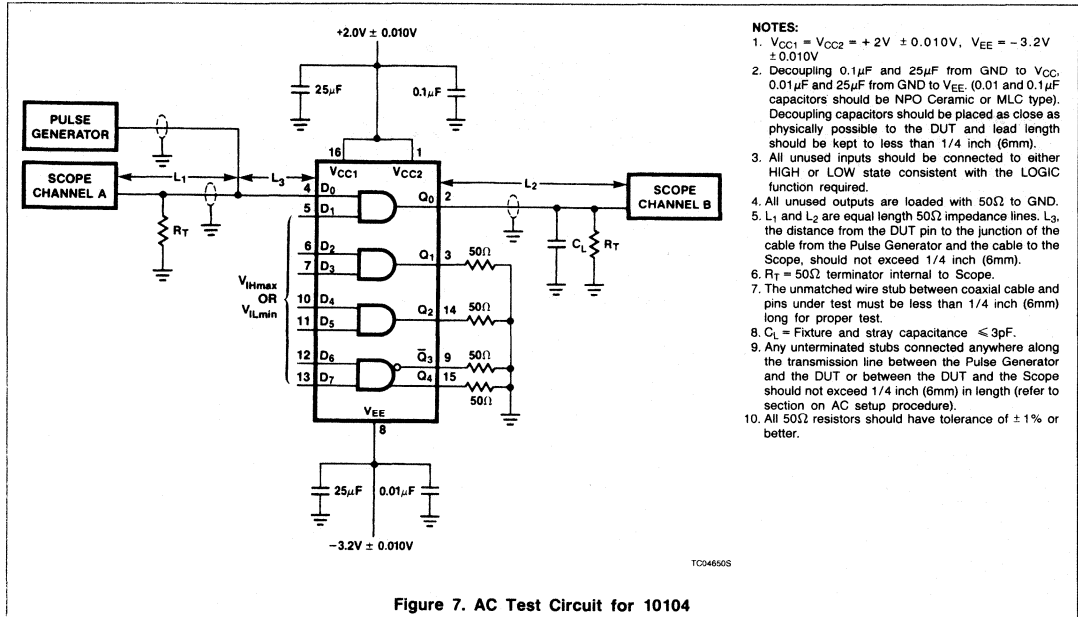 +2.0V ± 0.010V
25μF
0.1μF
PULSE
GENERATOR
SCOPE
CHANNEL A
L1
L3
L2
RT
16
1
VCC1
VCC2
4 D0
5 D1
6 D2
7 D3
10 D4
11 D5
12 D6
13 D7
VIHmax
OR
VILmin
Q0 2
Q1 3
Q2 14
Q̅3 9
Q4 15
50Ω
50Ω
50Ω
50Ω
CL
RT
SCOPE
CHANNEL B
VEE
8
25μF
0.01μF
−3.2V ± 0.010V
NOTES:
1. VCC1 = VCC2 = + 2V ± 0.010V, VEE = − 3.2V
± 0.010V
2. Decoupling 0.1μF and 25μF from GND to VCC,
0.01μF and 25μF from GND to VEE. (0.01 and 0.1μF
capacitors should be NPO Ceramic or MLC type).
Decoupling capacitors should be placed as close as
physically possible to the DUT and lead length
should be kept to less than 1/4 inch (6mm).
3. All unused inputs should be connected to either
HIGH or LOW state consistent with the LOGIC
function required.
4. All unused outputs are loaded with 50Ω to GND.
5. L1 and L2 are equal length 50Ω impedance lines. L3,
the distance from the DUT pin to the junction of the
cable from the Pulse Generator and the cable to the
Scope, should not exceed 1/4 inch (6mm).
6. RT = 50Ω terminator internal to Scope.
7. The unmatched wire stub between coaxial cable and
pins under test must be less than 1/4 inch (6mm)
long for proper test.
8. CL = Fixture and stray capacitance ≤ 3pF.
9. Any unterminated stubs connected anywhere along
the transmission line between the Pulse Generator
and the DUT or between the DUT and the Scope
should not exceed 1/4 inch (6mm) in length (refer to
section on AC setup procedure).
10. All 50Ω resistors should have tolerance of ± 1% or
better.
TC04650S
Figure 7. AC Test Circuit for 10104